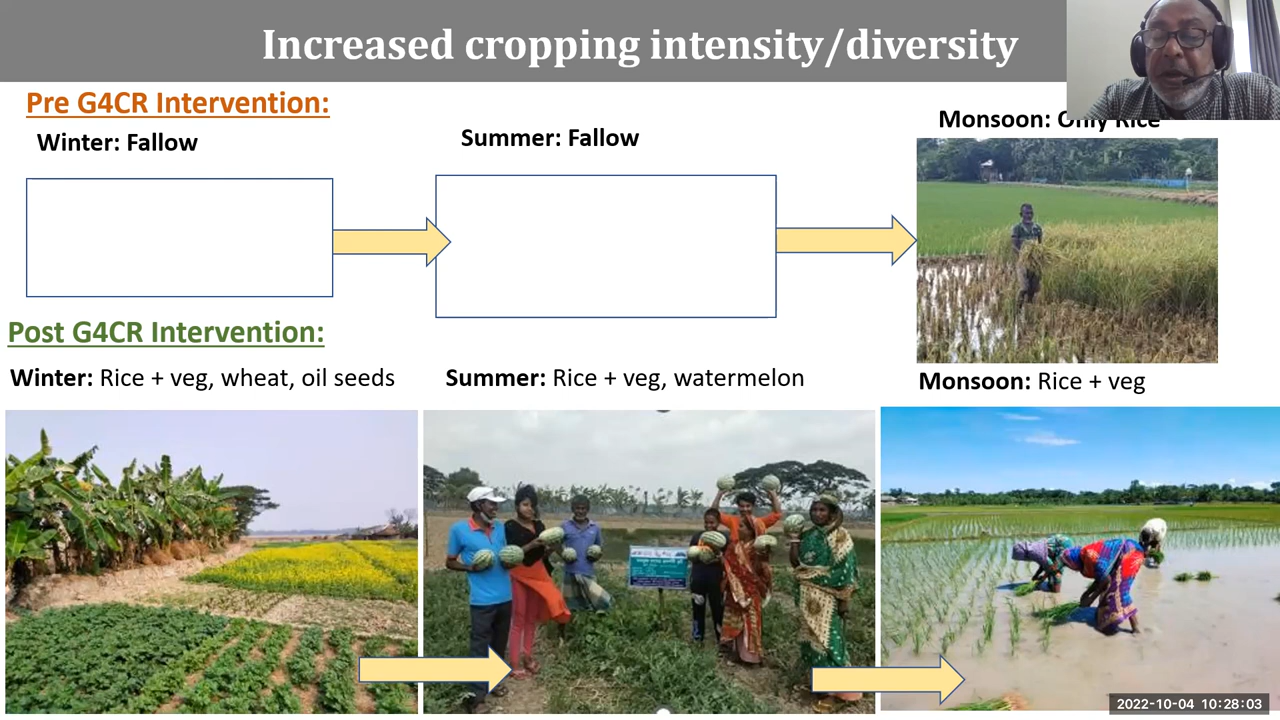 Increased cropping intensity/diversity
Pre G4CR Intervention:
Winter: Fallow
Summer: Fallow
Monsoon: Only Rice
Post G4CR Intervention:
Winter: Rice + veg, wheat, oil seeds
Summer: Rice + veg, watermelon
Monsoon: Rice + veg
2022-10-04 10:28:03